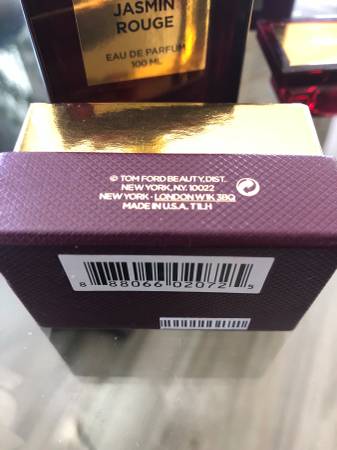 JASMIN
ROUGE
EAU DE PARFUM
100 ML
© TOM FORD BEAUTY, DIST.
NEW YORK, N.Y. 10022
NEW YORK · LONDON W1K 3BQ
MADE IN U.S.A. T1LH
8 88066 02072 5